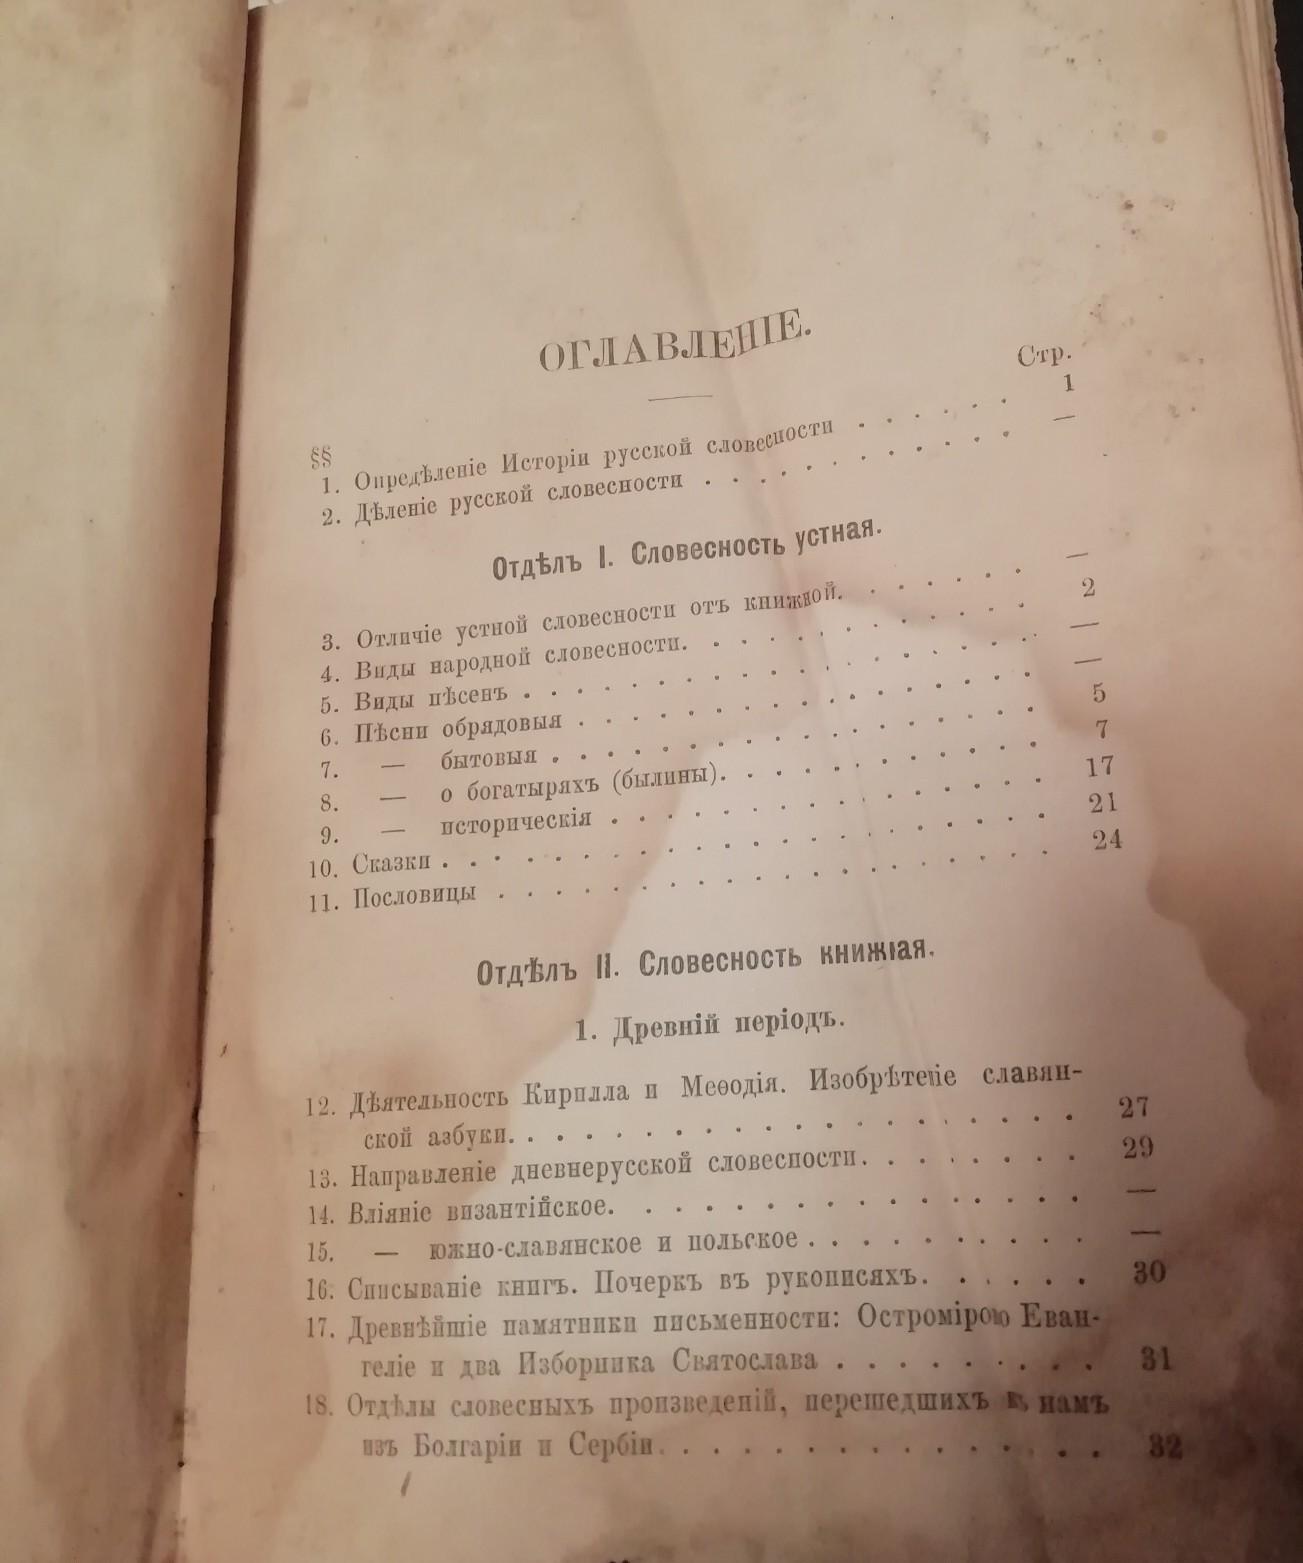 ОГЛАВЛЕНІЕ.
Стр.
§§
1. Опредѣленіе Исторіи русской словесности . . . . . . 1
2. Дѣленіе русской словесности . . . . . . . . . . . —
Отдѣлъ I. Словесность устная.
3. Отличіе устной словесности отъ книжной. . . . . . . —
4. Виды народной словесности. . . . . . . . . . . . 2
5. Виды пѣсенъ . . . . . . . . . . . . . . . . . . . —
6. Пѣсни обрядовыя . . . . . . . . . . . . . . . . . —
7. — бытовыя . . . . . . . . . . . . . . . . . . 5
8. — о богатыряхъ (былины). . . . . . . . . . . . 7
9. — историческія . . . . . . . . . . . . . . . . 17
10. Сказки . . . . . . . . . . . . . . . . . . . . . . 21
11. Пословицы . . . . . . . . . . . . . . . . . . . . 24
Отдѣлъ II. Словесность книжная.
1. Древній періодъ.
12. Дѣятельность Кирилла и Меѳодія. Изобрѣтеніе славян-
ской азбуки. . . . . . . . . . . . . . . . . . . . 27
13. Направленіе дневнерусской словесности. . . . . . . . 29
14. Вліяніе византійское. . . . . . . . . . . . . . . . —
15. — южно-славянское и польское . . . . . . . . . . —
16. Списываніе книгъ. Почеркъ въ рукописяхъ. . . . . . 30
17. Древнѣйшіе памятники письменности: Остромірою Еван-
геліе и два Изборника Святослава . . . . . . . . . 31
18. Отдѣлы словесныхъ произведеній, перешедшихъ къ намъ
изъ Болгаріи и Сербіи. . . . . . . . . . . . . . . 32